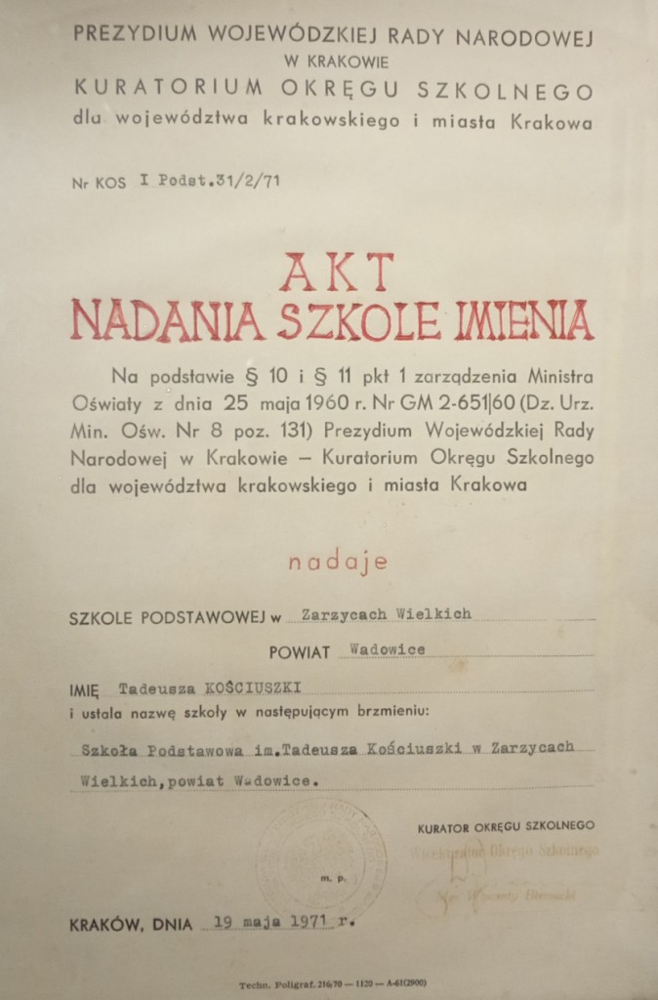 PREZYDIUM WOJEWÓDZKIEJ RADY NARODOWEJ
W KRAKOWIE
KURATORIUM OKRĘGU SZKOLNEGO
dla województwa krakowskiego i miasta Krakowa
Nr KOS I Podst.31/2/71
AKT
NADANIA SZKOLE IMIENIA
Na podstawie § 10 i § 11 pkt 1 zarządzenia Ministra
Oświaty z dnia 25 maja 1960 r. Nr GM 2-651|60 (Dz. Urz.
Min. Ośw. Nr 8 poz. 131) Prezydium Wojewódzkiej Rady
Narodowej w Krakowie – Kuratorium Okręgu Szkolnego
dla województwa krakowskiego i miasta Krakowa
nadaje
SZKOLE PODSTAWOWEJ w Zarzycach Wielkich
POWIAT Wadowice
IMIĘ Tadeusza KOŚCIUSZKI
i ustala nazwę szkoły w następującym brzmieniu:
Szkoła Podstawowa im.Tadeusza Kościuszki w Zarzycach
Wielkich,powiat Wadowice.
KURATOR OKRĘGU SZKOLNEGO
Wicekurator Okręgu Szkolnego
m. p.
KRAKÓW, DNIA 19 maja 1971 r.
Techn. Poligraf. 216/70 — 1120 — A-61(2900)